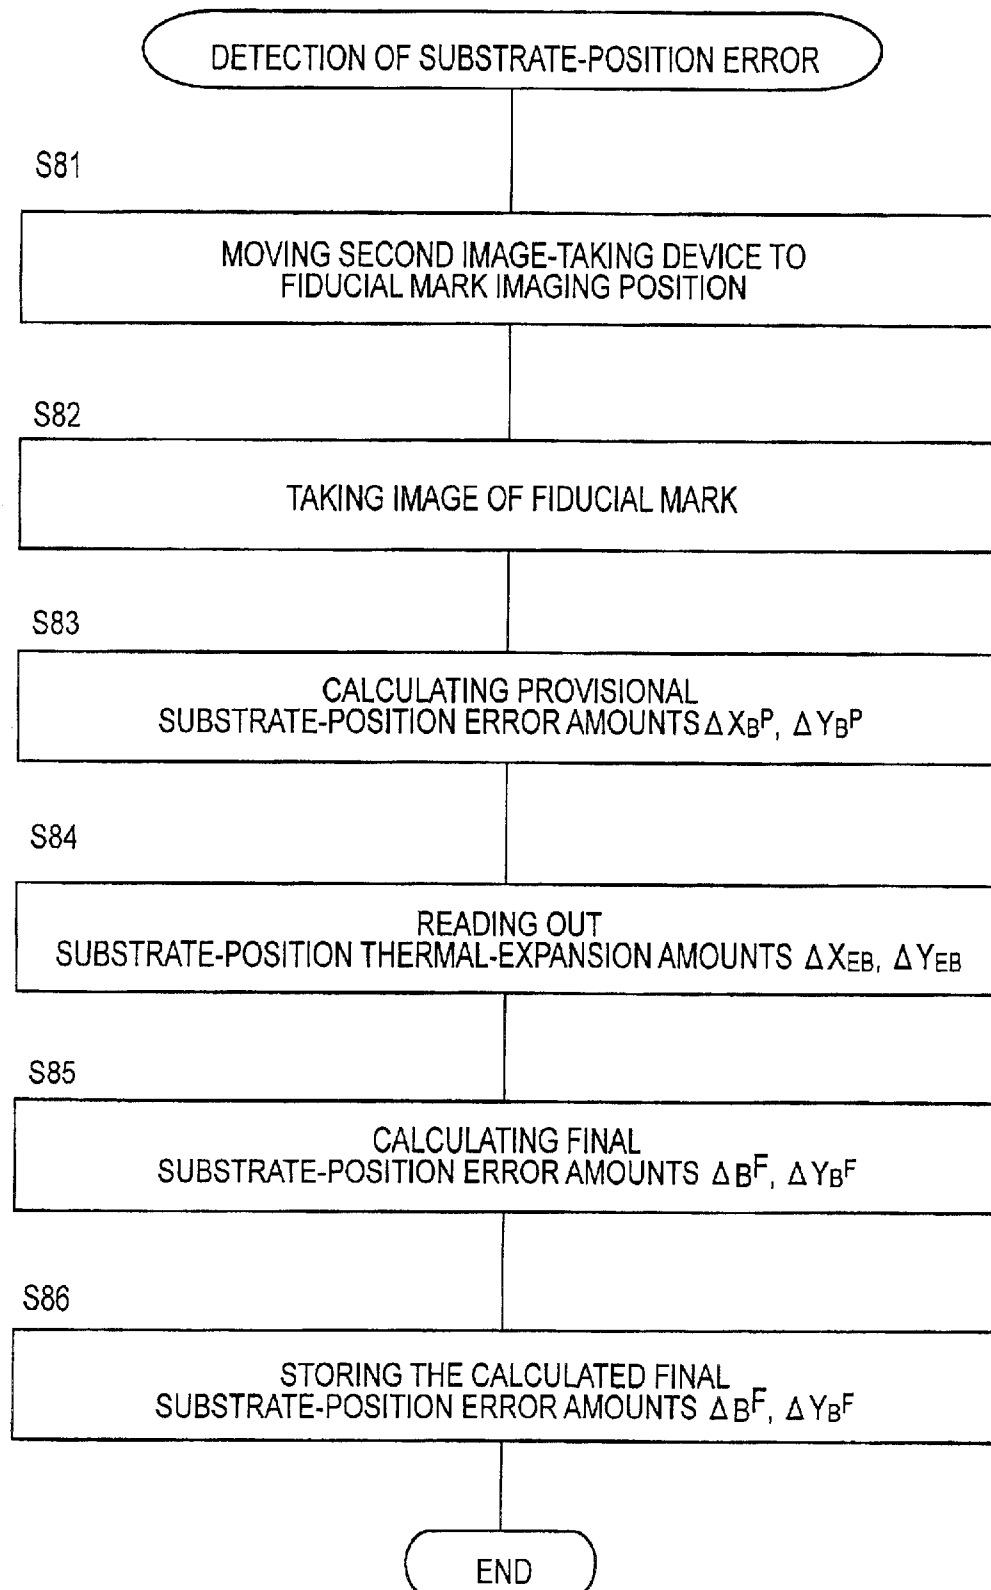 DETECTION OF SUBSTRATE-POSITION ERROR
S81
MOVING SECOND IMAGE-TAKING DEVICE TO
FIDUCIAL MARK IMAGING POSITION
S82
TAKING IMAGE OF FIDUCIAL MARK
S83
CALCULATING PROVISIONAL
SUBSTRATE-POSITION ERROR AMOUNTS ΔXBP, ΔYBP
S84
READING OUT
SUBSTRATE-POSITION THERMAL-EXPANSION AMOUNTS ΔXEB, ΔYEB
S85
CALCULATING FINAL
SUBSTRATE-POSITION ERROR AMOUNTS ΔBF, ΔYBF
S86
STORING THE CALCULATED FINAL
SUBSTRATE-POSITION ERROR AMOUNTS ΔBF, ΔYBF
END